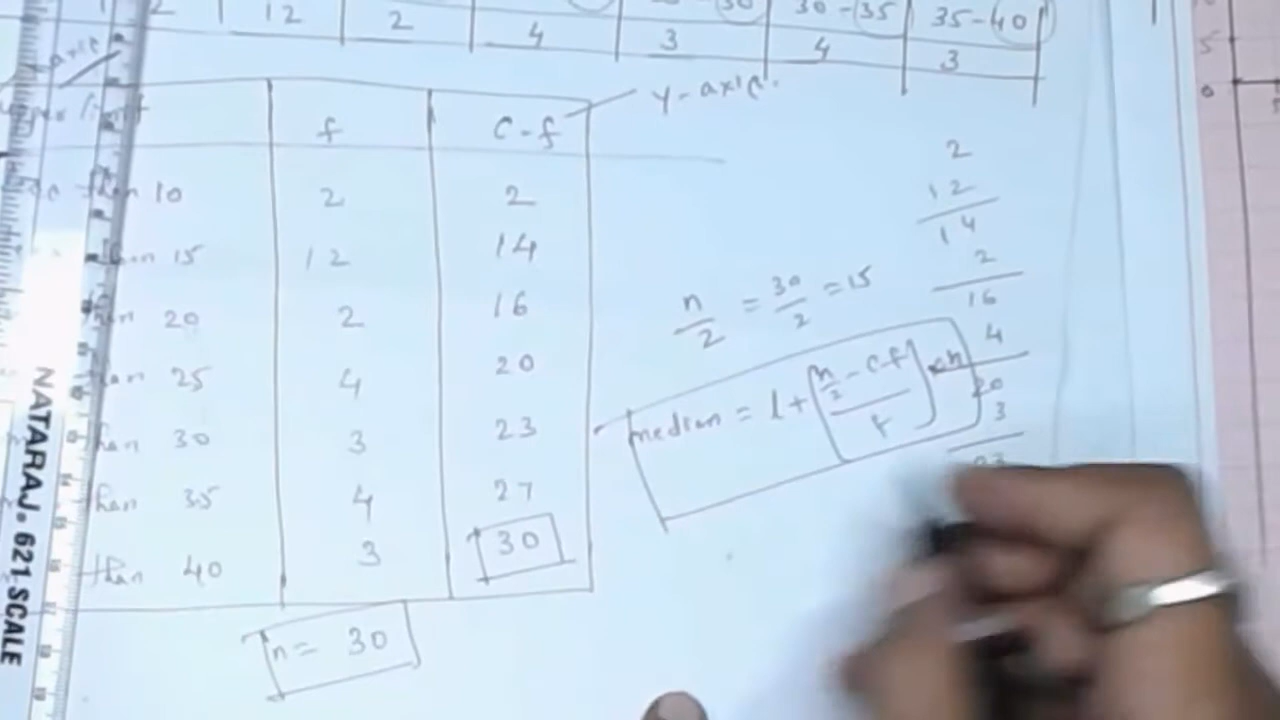 12 2 4 3 4 3
30-35 35-40
Y-axis
f C-f
than 10 2 2
than 15 12 14
than 20 2 16
than 25 4 20
than 30 3 23
than 35 4 27
than 40 3 30
n = 30
n/2 = 30/2 = 15
median = l + (n/2 - c.f / f) × h
2
12
14
2
16
4
20
3
23
5
0
NATARAJ. 621 SCALE